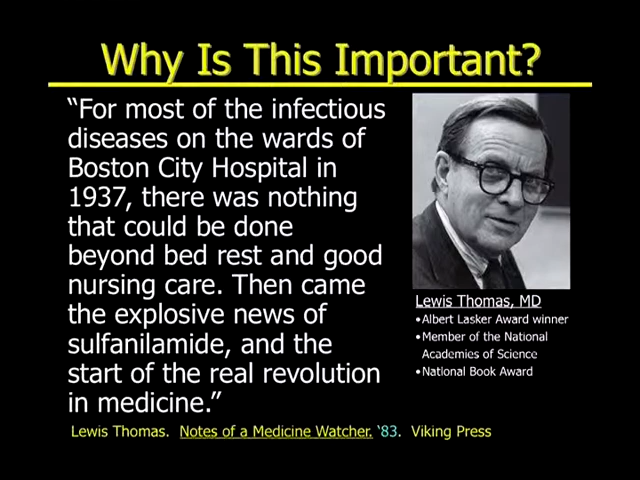 Why Is This Important?
“For most of the infectious
diseases on the wards of
Boston City Hospital in
1937, there was nothing
that could be done
beyond bed rest and good
nursing care. Then came
the explosive news of
sulfanilamide, and the
start of the real revolution
in medicine.”
Lewis Thomas, MD
•Albert Lasker Award winner
•Member of the National
Academies of Science
•National Book Award
Lewis Thomas. Notes of a Medicine Watcher. ‘83. Viking Press